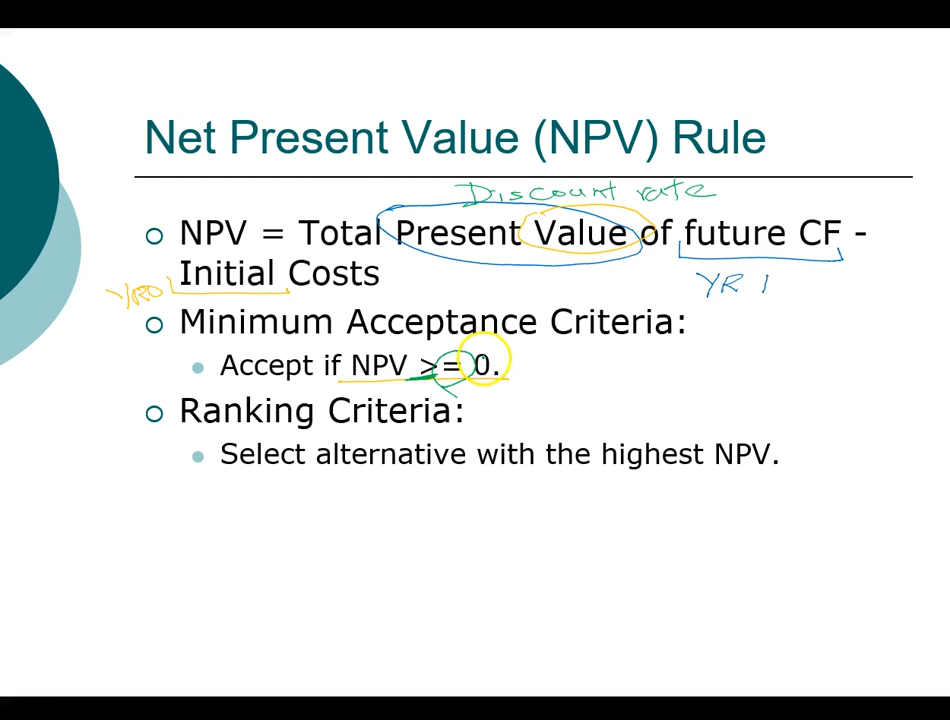 Net Present Value (NPV) Rule
Discount rate
NPV = Total Present Value of future CF -
Initial Costs
YR0
YR 1
Minimum Acceptance Criteria:
Accept if NPV >= 0.
Ranking Criteria:
Select alternative with the highest NPV.